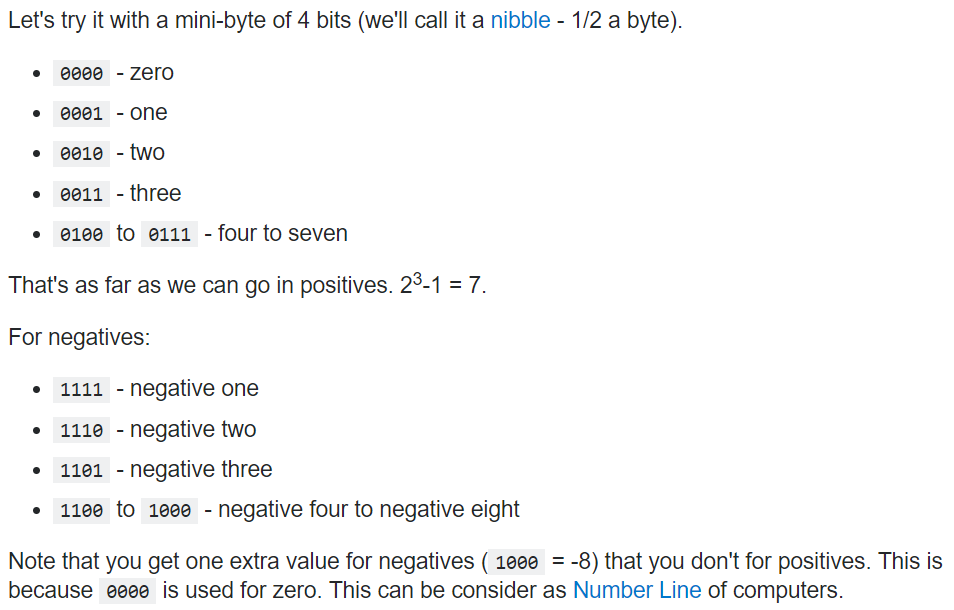 Let's try it with a mini-byte of 4 bits (we'll call it a nibble - 1/2 a byte).
• 0000 - zero
• 0001 - one
• 0010 - two
• 0011 - three
• 0100 to 0111 - four to seven
That's as far as we can go in positives. 2³-1 = 7.
For negatives:
• 1111 - negative one
• 1110 - negative two
• 1101 - negative three
• 1100 to 1000 - negative four to negative eight
Note that you get one extra value for negatives ( 1000 = -8) that you don't for positives. This is
because 0000 is used for zero. This can be consider as Number Line of computers.